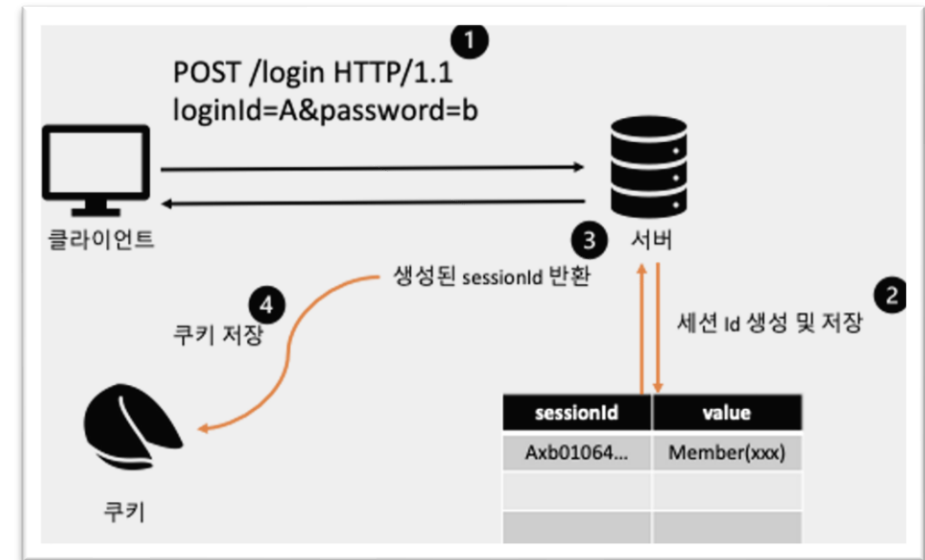 1
POST /login HTTP/1.1
loginId=A&password=b
클라이언트
서버
3
생성된 sessionId 반환
2
세션 Id 생성 및 저장
4
쿠키 저장
쿠키
sessionId value
Axb01064... Member(xxx)